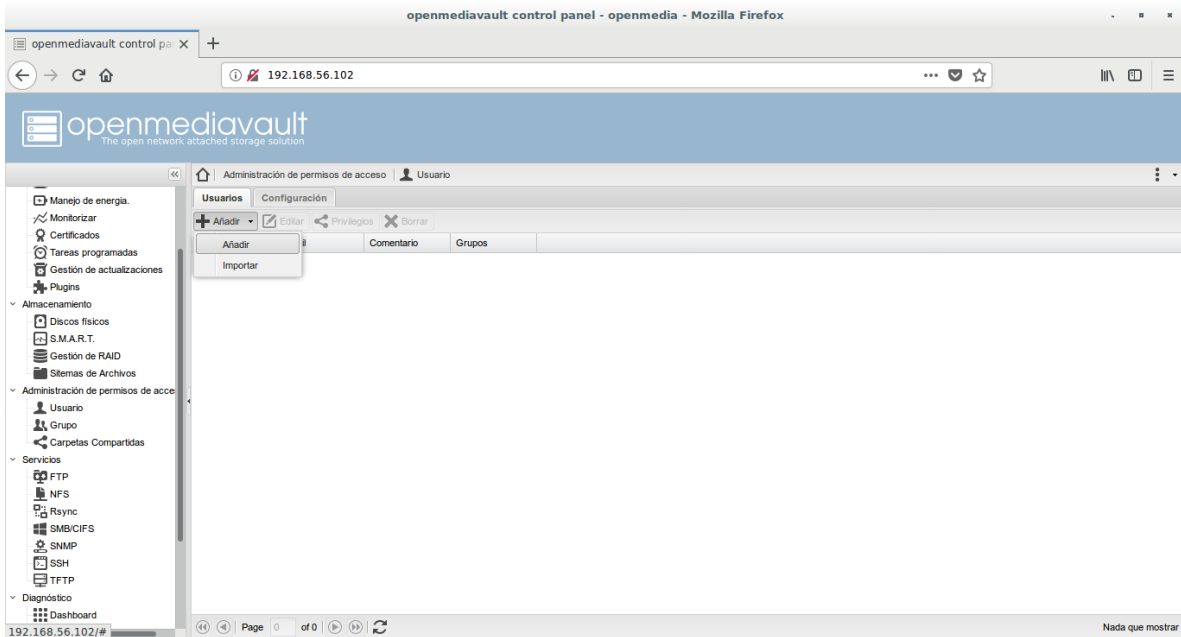 openmediavault control panel - openmedia - Mozilla Firefox
openmediavault control pa
192.168.56.102
openmediavault
The open network attached storage solution
Administración de permisos de acceso Usuario
Usuarios Configuración
Añadir Editar Privilegios Borrar
Comentario Grupos
Añadir
Importar
Manejo de energia.
Monitorizar
Certificados
Tareas programadas
Gestión de actualizaciones
Plugins
Almacenamiento
Discos físicos
S.M.A.R.T.
Gestión de RAID
Sitemas de Archivos
Administración de permisos de acce
Usuario
Grupo
Carpetas Compartidas
Servicios
FTP
NFS
Rsync
SMB/CIFS
SNMP
SSH
TFTP
Diagnóstico
Dashboard
192.168.56.102/#
Page 0 of 0
Nada que mostrar